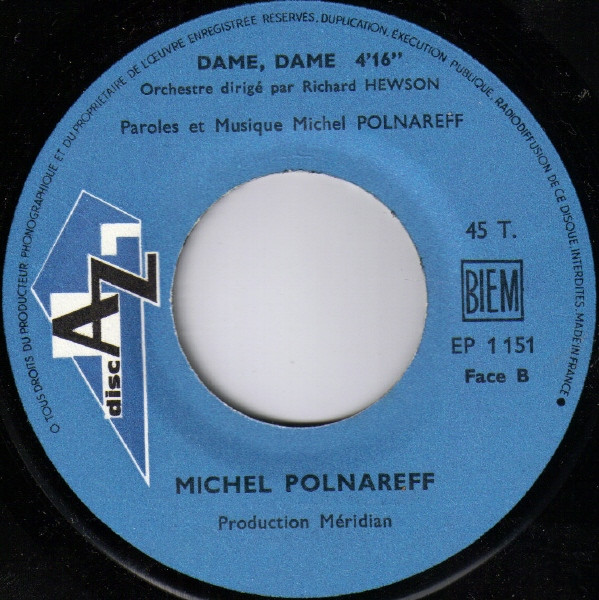 O TOUS DROITS DU PRODUCTEUR PHONOGRAPHIQUE ET DU PROPRIETAIRE DE L'ŒUVRE ENREGISTRÉE RÉSERVÉS, DUPLICATION, EXÉCUTION PUBLIQUE, RADIODIFFUSION DE CE DISQUE, INTERDITES. MADE IN FRANCE •
DAME, DAME 4'16"
Orchestre dirigé par Richard HEWSON
Paroles et Musique Michel POLNAREFF
disc AZ
45 T.
BIEM
EP 1 151
Face B
MICHEL POLNAREFF
Production Méridian